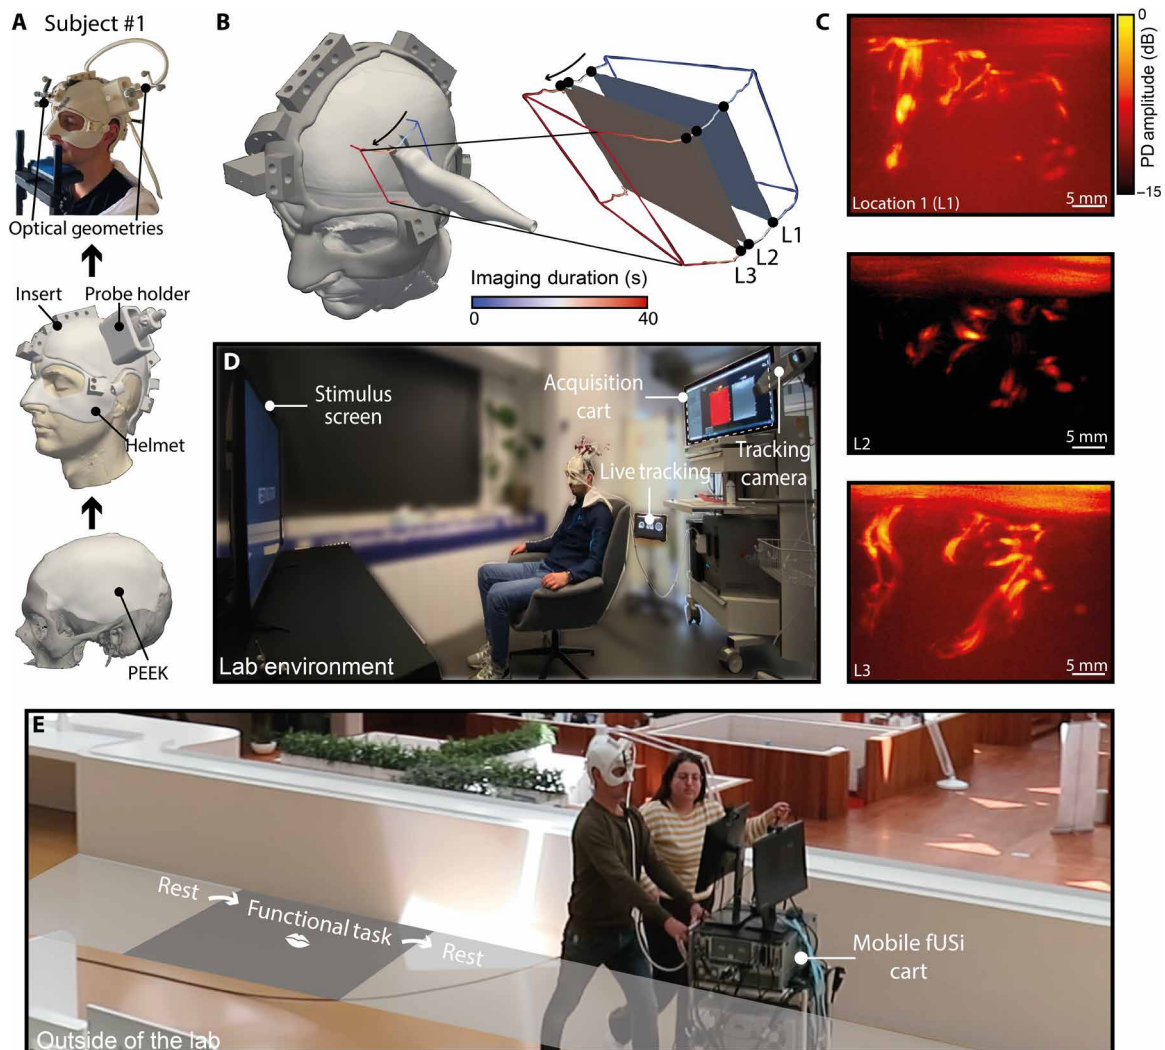 A
Subject #1
Optical geometries
Insert
Probe holder
Helmet
PEEK
B
L1
L2
L3
Imaging duration (s)
0
40
C
0
PD amplitude (dB)
–15
Location 1 (L1)
5 mm
L2
5 mm
L3
5 mm
D
Stimulus
screen
Acquisition
cart
Live tracking
Tracking
camera
Lab environment
E
Rest
Functional task
Rest
Mobile fUSi
cart
Outside of the lab